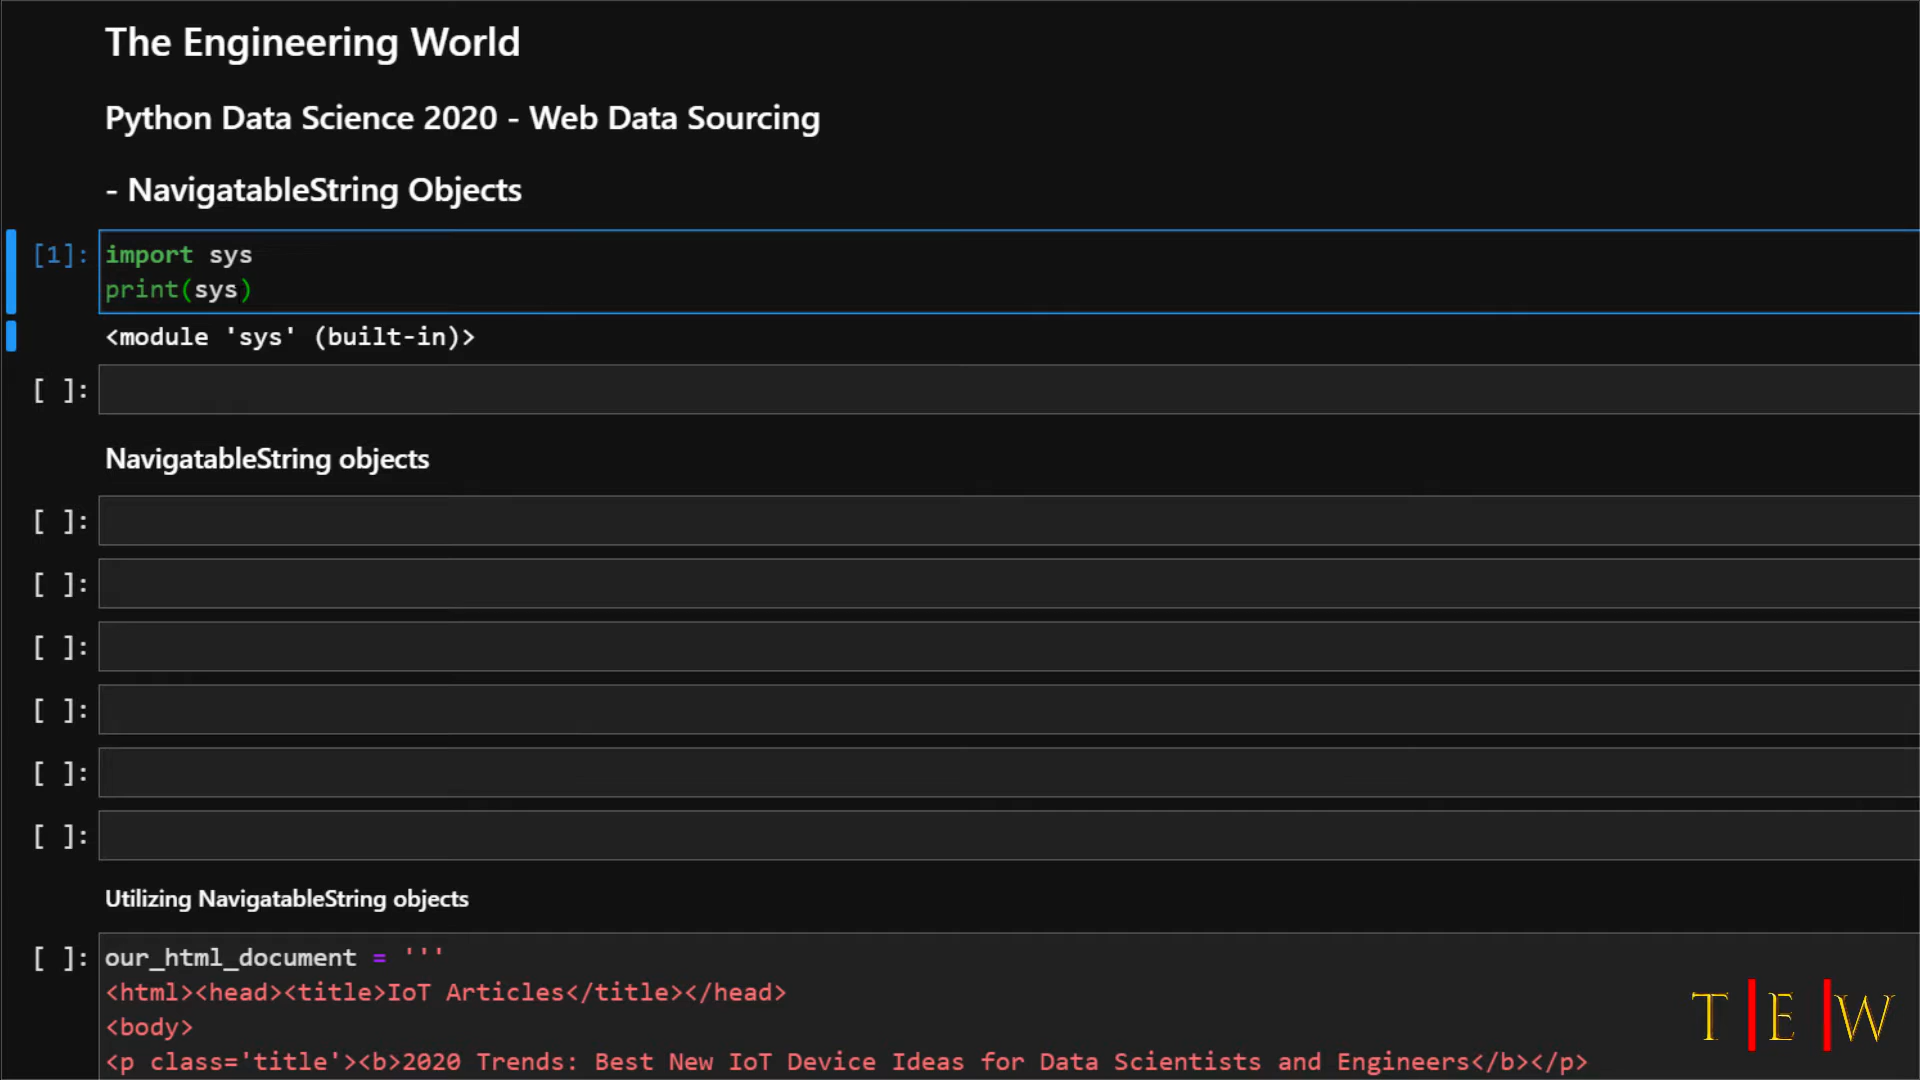 The Engineering World
Python Data Science 2020 - Web Data Sourcing
- NavigatableString Objects
[1]: import sys
print(sys)
<module 'sys' (built-in)>
[ ]:
NavigatableString objects
[ ]:
[ ]:
[ ]:
[ ]:
[ ]:
[ ]:
Utilizing NavigatableString objects
[ ]: our_html_document = '''
<html><head><title>IoT Articles</title></head>
<body>
<p class='title'><b>2020 Trends: Best New IoT Device Ideas for Data Scientists and Engineers</b></p>
T|E|W